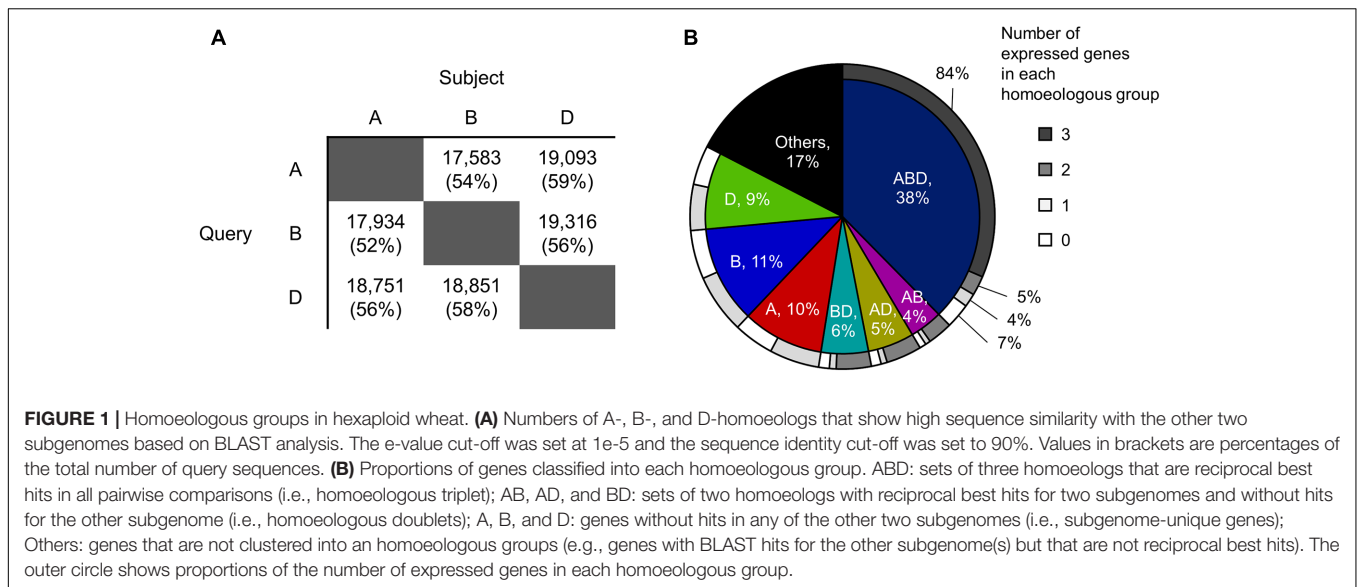 A
Subject
A B D
A
17,583
(54%)
19,093
(59%)
Query B
17,934
(52%)
19,316
(56%)
D
18,751
(56%)
18,851
(58%)
B
Number of
expressed genes
in each
homoeologous group
3
2
1
0
84%
5%
4%
7%
Others,
17%
ABD,
38%
D, 9%
B, 11%
A, 10%
BD,
6%
AD,
5%
AB,
4%
FIGURE 1 | Homoeologous groups in hexaploid wheat. (A) Numbers of A-, B-, and D-homoeologs that show high sequence similarity with the other two
subgenomes based on BLAST analysis. The e-value cut-off was set at 1e-5 and the sequence identity cut-off was set to 90%. Values in brackets are percentages of
the total number of query sequences. (B) Proportions of genes classified into each homoeologous group. ABD: sets of three homoeologs that are reciprocal best
hits in all pairwise comparisons (i.e., homoeologous triplet); AB, AD, and BD: sets of two homoeologs with reciprocal best hits for two subgenomes and without hits
for the other subgenome (i.e., homoeologous doublets); A, B, and D: genes without hits in any of the other two subgenomes (i.e., subgenome-unique genes);
Others: genes that are not clustered into an homoeologous groups (e.g., genes with BLAST hits for the other subgenome(s) but that are not reciprocal best hits). The
outer circle shows proportions of the number of expressed genes in each homoeologous group.